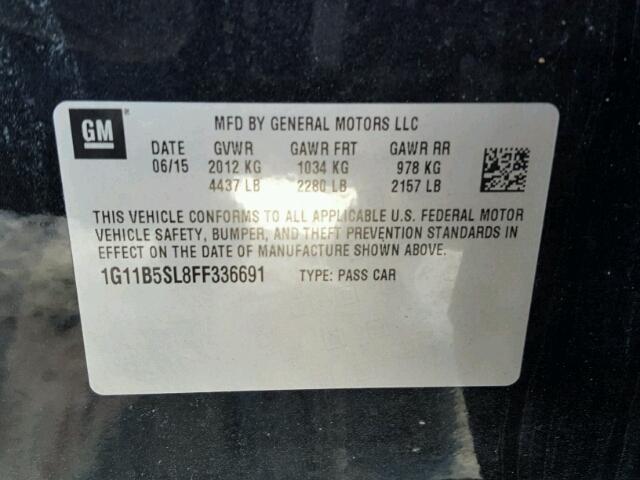 GM
MFD BY GENERAL MOTORS LLC
DATE GVWR GAWR FRT GAWR RR
06/15 2012 KG 1034 KG 978 KG
4437 LB 2280 LB 2157 LB
THIS VEHICLE CONFORMS TO ALL APPLICABLE U.S. FEDERAL MOTOR
VEHICLE SAFETY, BUMPER, AND THEFT PREVENTION STANDARDS IN
EFFECT ON THE DATE OF MANUFACTURE SHOWN ABOVE.
1G11B5SL8FF336691 TYPE: PASS CAR